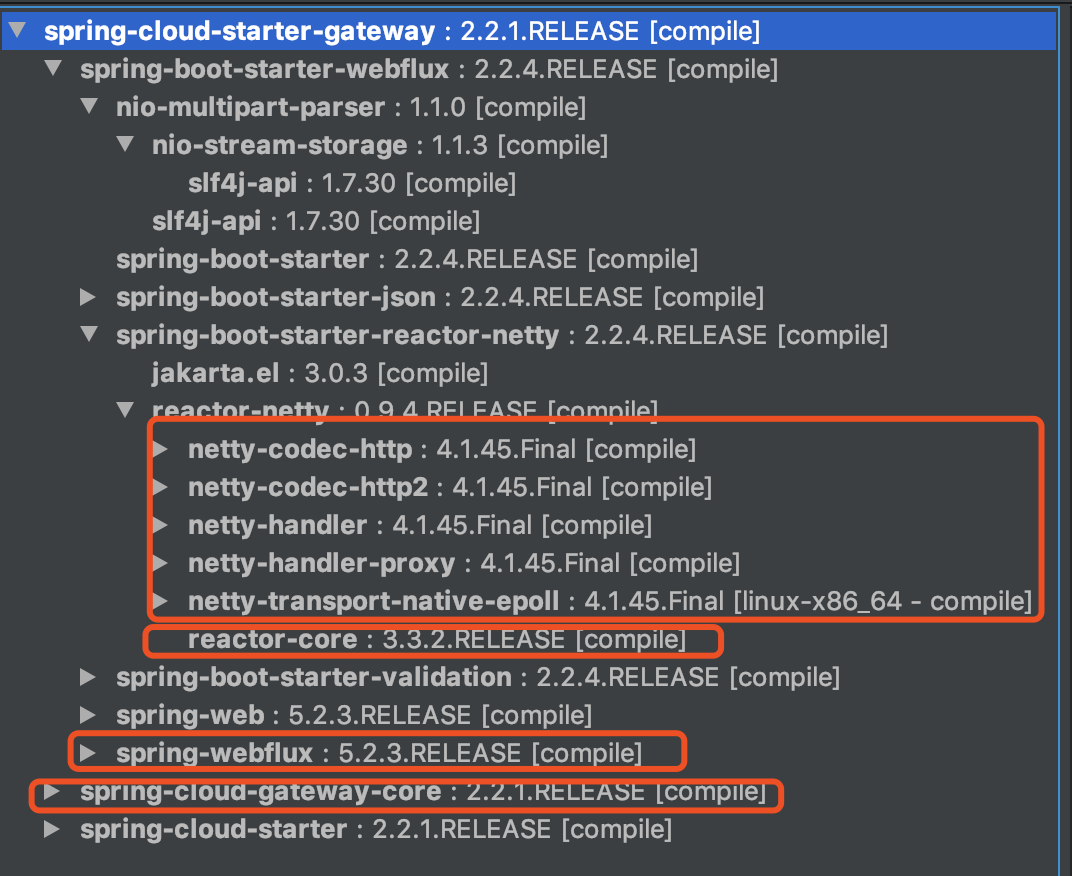 spring-cloud-starter-gateway : 2.2.1.RELEASE [compile]
spring-boot-starter-webflux : 2.2.4.RELEASE [compile]
nio-multipart-parser : 1.1.0 [compile]
nio-stream-storage : 1.1.3 [compile]
slf4j-api : 1.7.30 [compile]
slf4j-api : 1.7.30 [compile]
spring-boot-starter : 2.2.4.RELEASE [compile]
spring-boot-starter-json : 2.2.4.RELEASE [compile]
spring-boot-starter-reactor-netty : 2.2.4.RELEASE [compile]
jakarta.el : 3.0.3 [compile]
reactor-netty : 0.9.4.RELEASE [compile]
netty-codec-http : 4.1.45.Final [compile]
netty-codec-http2 : 4.1.45.Final [compile]
netty-handler : 4.1.45.Final [compile]
netty-handler-proxy : 4.1.45.Final [compile]
netty-transport-native-epoll : 4.1.45.Final [linux-x86_64 - compile]
reactor-core : 3.3.2.RELEASE [compile]
spring-boot-starter-validation : 2.2.4.RELEASE [compile]
spring-web : 5.2.3.RELEASE [compile]
spring-webflux : 5.2.3.RELEASE [compile]
spring-cloud-gateway-core : 2.2.1.RELEASE [compile]
spring-cloud-starter : 2.2.1.RELEASE [compile]